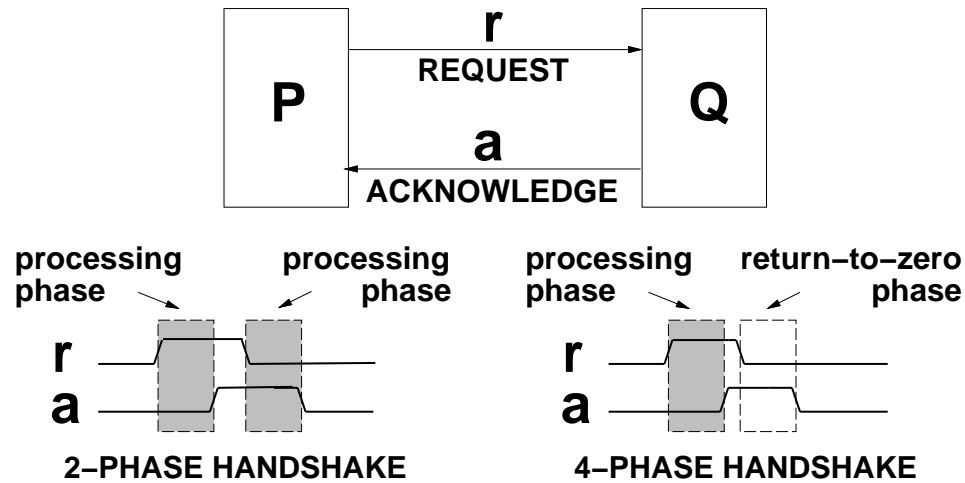 r
REQUEST
P
Q
a
ACKNOWLEDGE
processing
phase
processing
phase
r
a
2−PHASE HANDSHAKE
processing
phase
return−to−zero
phase
r
a
4−PHASE HANDSHAKE